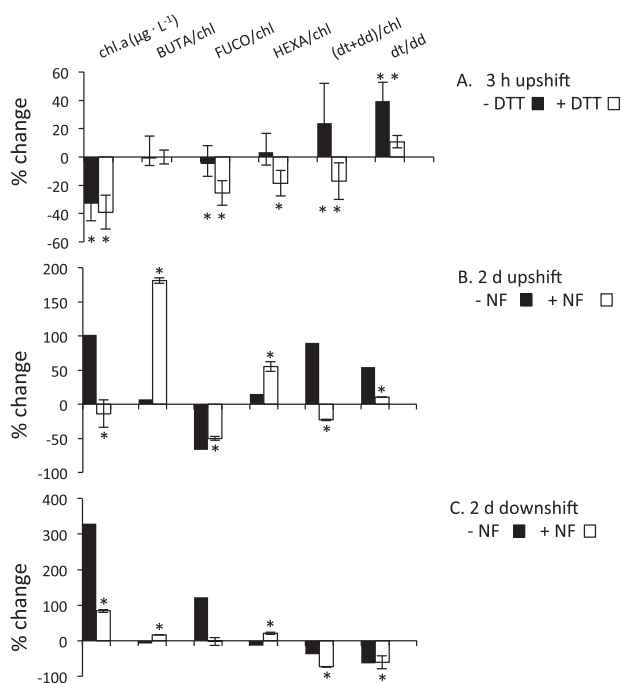 chl.a (μg · L⁻¹)
BUTA/chl
FUCO/chl
HEXA/chl
(dt+dd)/chl
dt/dd
A. 3 h upshift
- DTT + DTT
% change
60
40
20
0
-20
-40
-60
* *
* *
* *
*
* *
B. 2 d upshift
- NF + NF
% change
200
150
100
50
0
-50
-100
*
*
*
*
*
*
C. 2 d downshift
- NF + NF
% change
400
300
200
100
0
-100
*
*
*
*
*